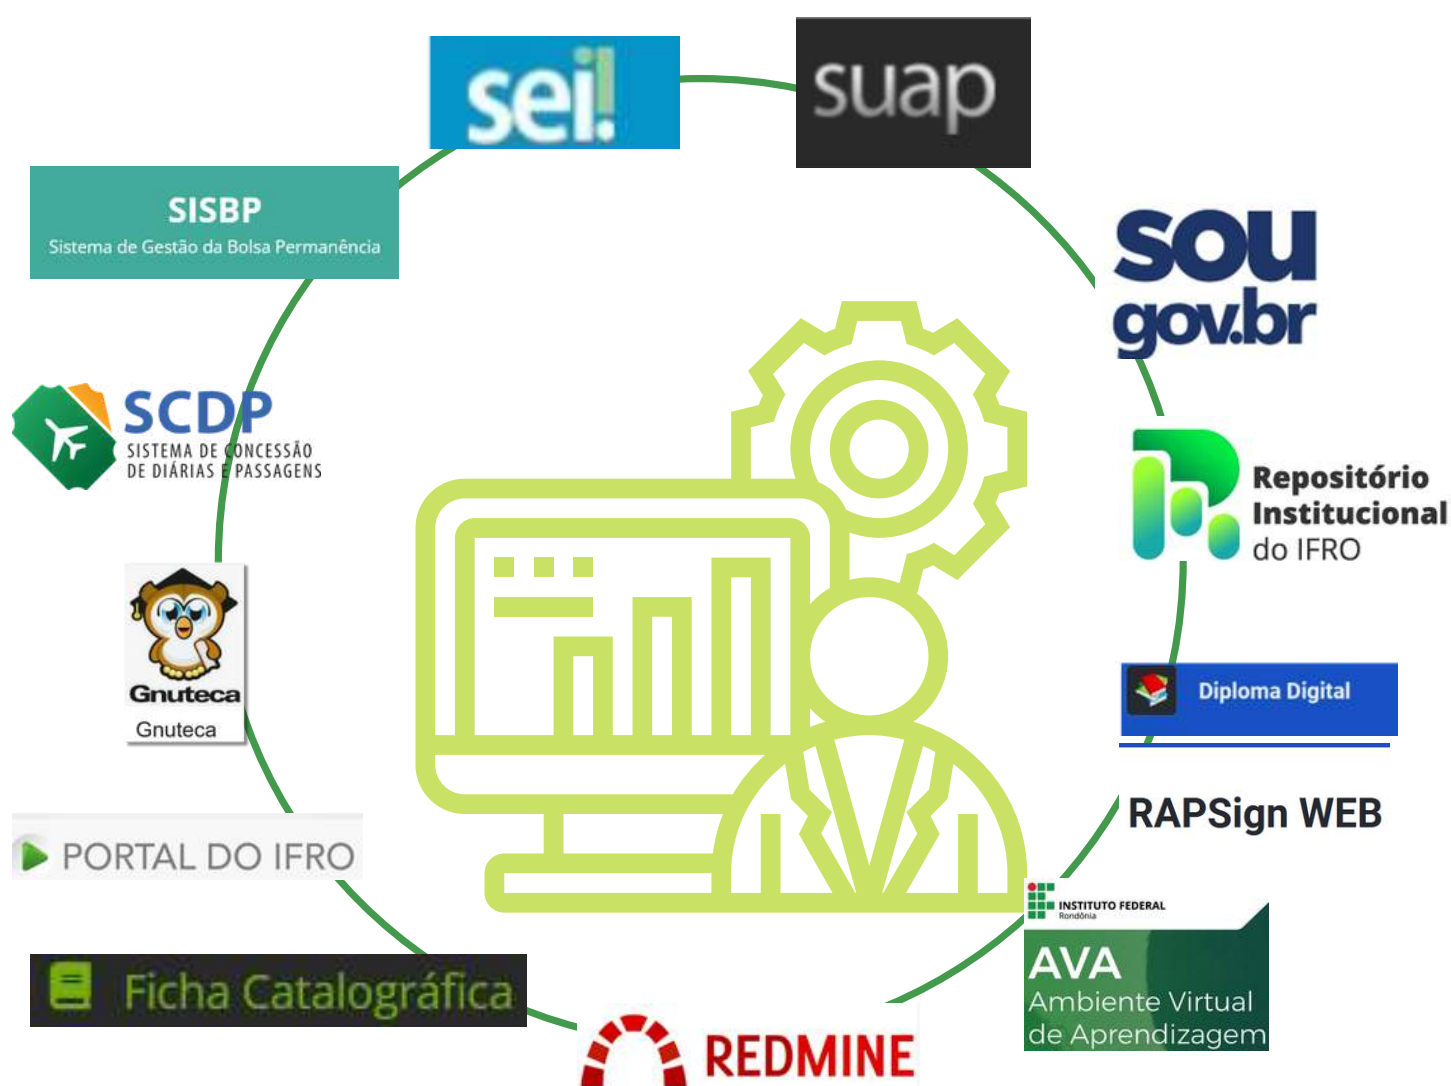 sei!
suap
SISBP
Sistema de Gestão da Bolsa Permanência
sou
gov.br
SCDP
SISTEMA DE CONCESSÃO
DE DIÁRIAS E PASSAGENS
Repositório
Institucional
do IFRO
Gnuteca
Gnuteca
Diploma Digital
RAPSign WEB
PORTAL DO IFRO
INSTITUTO FEDERAL
Rondônia
AVA
Ambiente Virtual
de Aprendizagem
Ficha Catalográfica
REDMINE